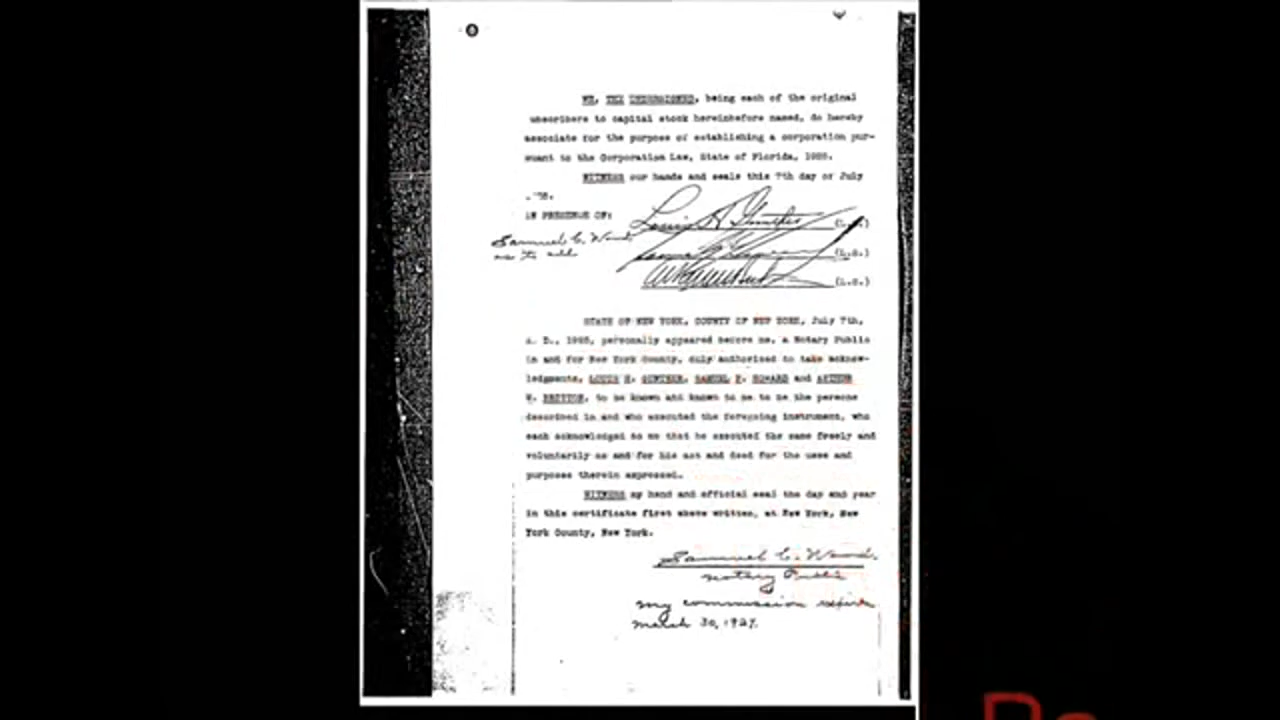 WE, THE UNDERSIGNED, being each of the original
ubscribers to capital stock hereinbefore named, do hereby
associate for the purpose of establishing a corporation pur-
suant to the Corporation Law, State of Florida, 1925.
WITNESS our hands and seals this 7th day of July
IN PRESENCE OF:
(L.S.)
Samuel C. Wood
as to all
(L.S.)
(L.S.)
STATE OF NEW YORK, COUNTY OF NEW YORK, July 7th,
A. D., 1925, personally appeared before me, a Notary Public
in and for New York County, duly authorized to take acknow-
ledgments, LOUIS H. GUNTHER, SAMUEL P. HOWARD and ARTHUR
W. BRITTON, to be known and known to me to be the persons
described in and who executed the foregoing instrument, who
each acknowledged to me that he executed the same freely and
voluntarily as and for his act and deed for the uses and
purposes therein expressed.
WITNESS my hand and official seal the day and year
in this certificate first above written, at New York, New
York County, New York.
Samuel C. Wood.
Notary Public
My commission expires
March 30, 1927.